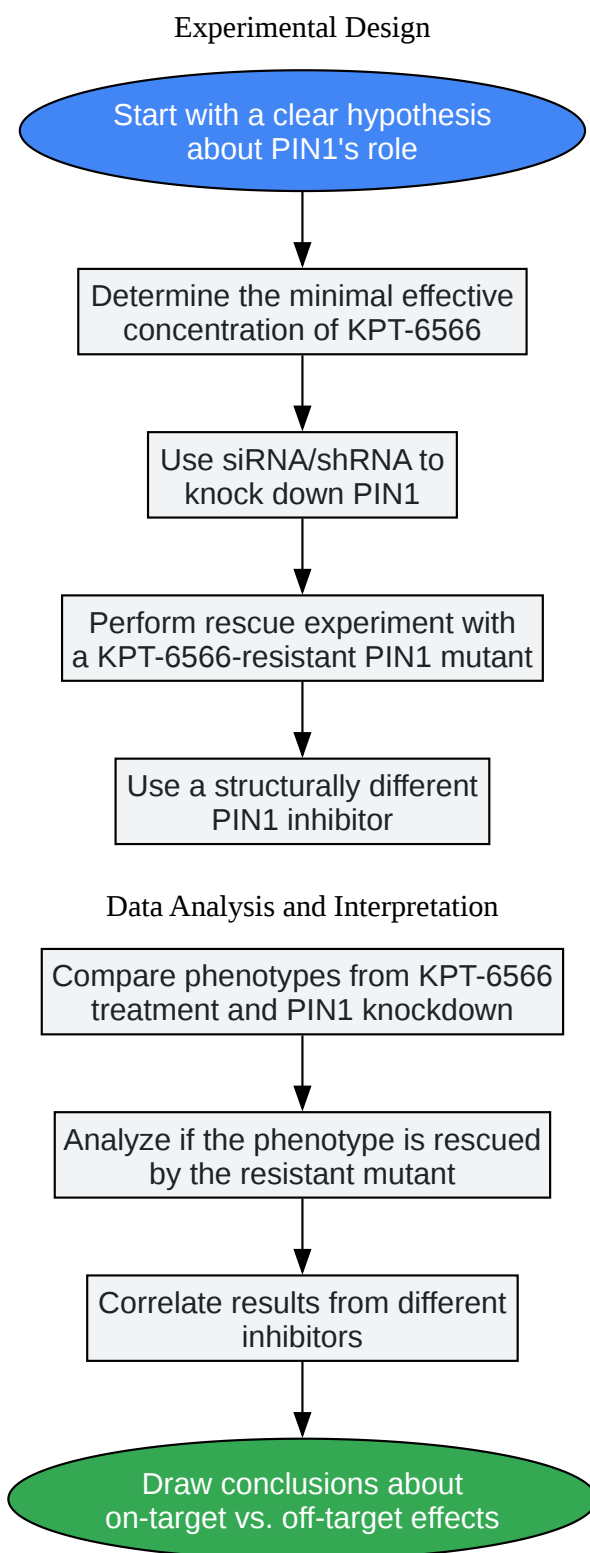 Experimental Design
Start with a clear hypothesis
about PIN1's role
Determine the minimal effective
concentration of KPT-6566
Use siRNA/shRNA to
knock down PIN1
Perform rescue experiment with
a KPT-6566-resistant PIN1 mutant
Use a structurally different
PIN1 inhibitor
Data Analysis and Interpretation
Compare phenotypes from KPT-6566
treatment and PIN1 knockdown
Analyze if the phenotype is rescued
by the resistant mutant
Correlate results from different
inhibitors
Draw conclusions about
on-target vs. off-target effects